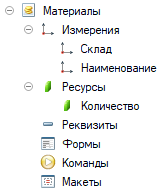 Материалы
Измерения
Склад
Наименование
Ресурсы
Количество
Реквизиты
Формы
Команды
Макеты